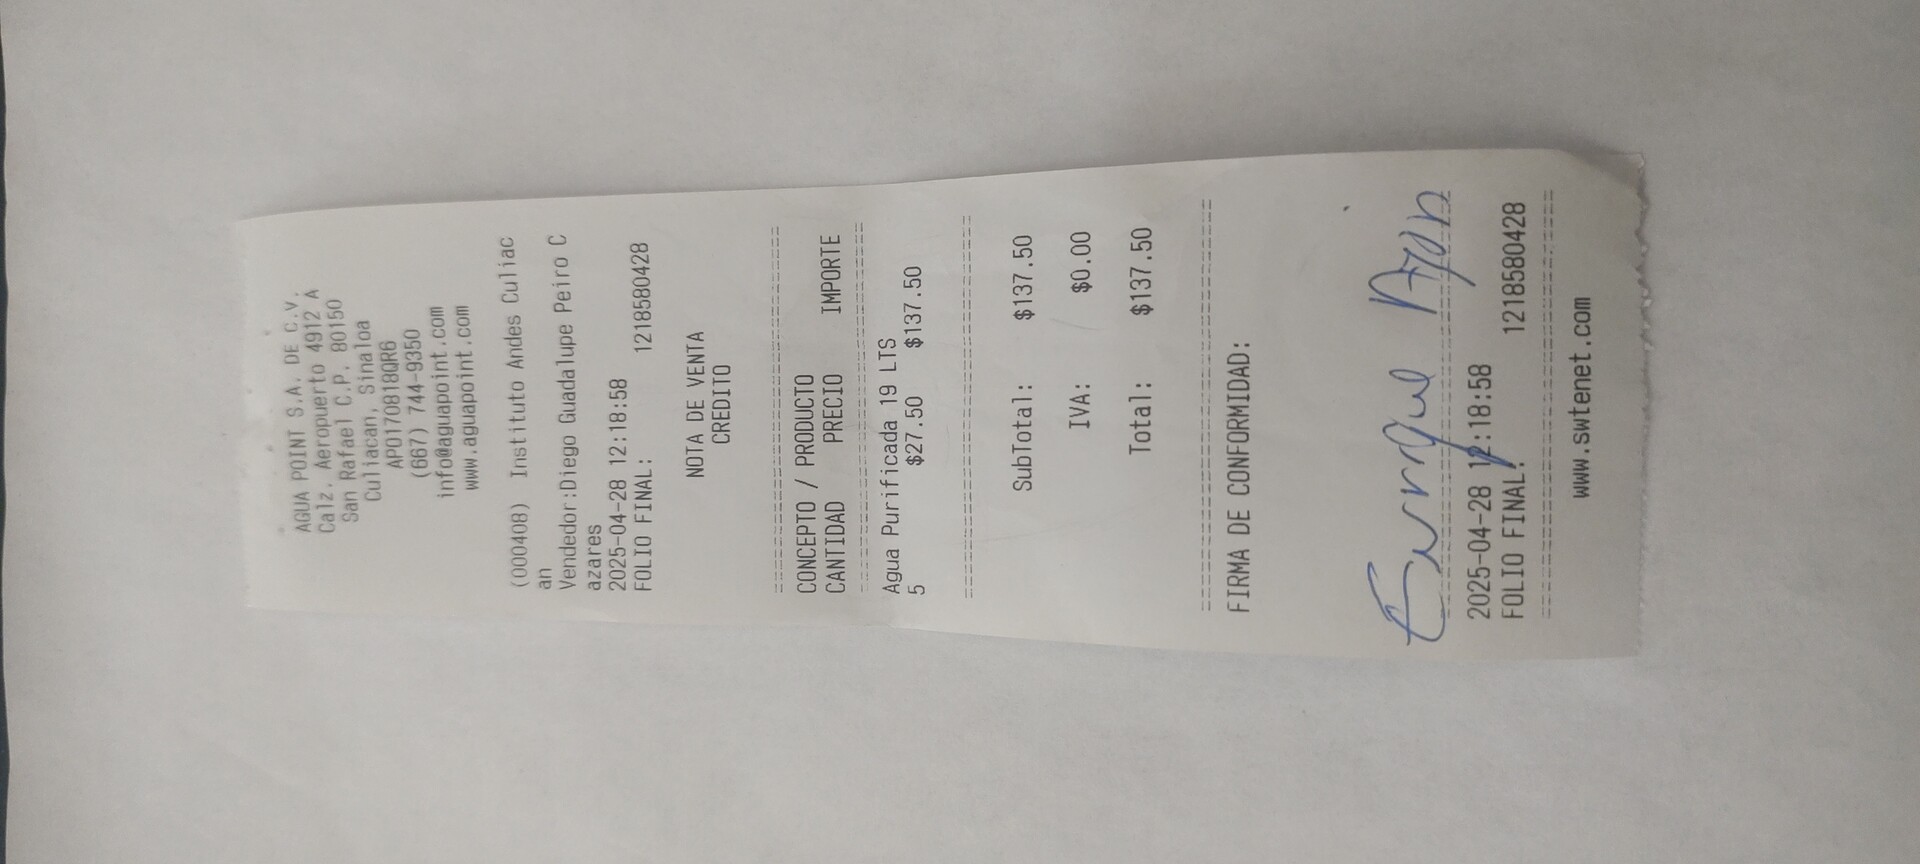 AGUA POINT S.A. DE C.V.
Calz. Aeropuerto 4912 A
San Rafael C.P. 80150
Culiacan, Sinaloa
APO170818QR6
(667) 744-9350
info@aguapoint.com
www.aguapoint.com
(000408) Instituto Andes Culiac
an
Vendedor:Diego Guadalupe Peiro C
azares
2025-04-28 12:18:58
FOLIO FINAL: 1218580428
NOTA DE VENTA
CREDITO
================================
CONCEPTO / PRODUCTO
CANTIDAD PRECIO IMPORTE
================================
Agua Purificada 19 LTS
5 $27.50 $137.50
================================
SubTotal: $137.50
IVA: $0.00
Total: $137.50
================================
FIRMA DE CONFORMIDAD:
Enrique
================================
2025-04-28 12:18:58
FOLIO FINAL: 1218580428
================================
www.swtenet.com